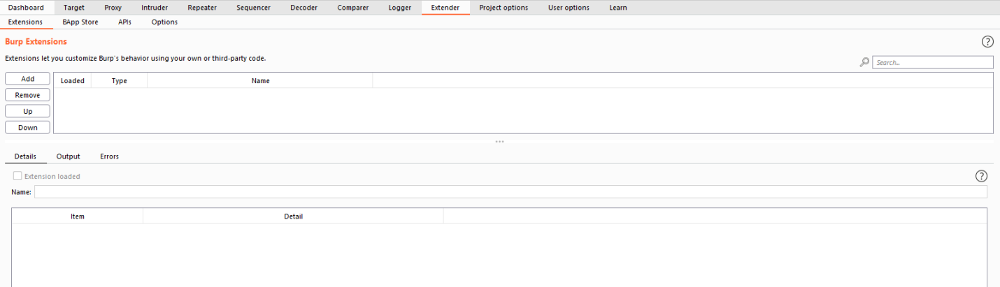 Dashboard Target Proxy Intruder Repeater Sequencer Decoder Comparer Logger Extender Project options User options Learn
Extensions BApp Store APIs Options
Burp Extensions ?
Extensions let you customize Burp's behavior using your own or third-party code.
Search...
Add Loaded Type Name
Remove
Up
Down
Details Output Errors
Extension loaded ?
Name:
Item Detail